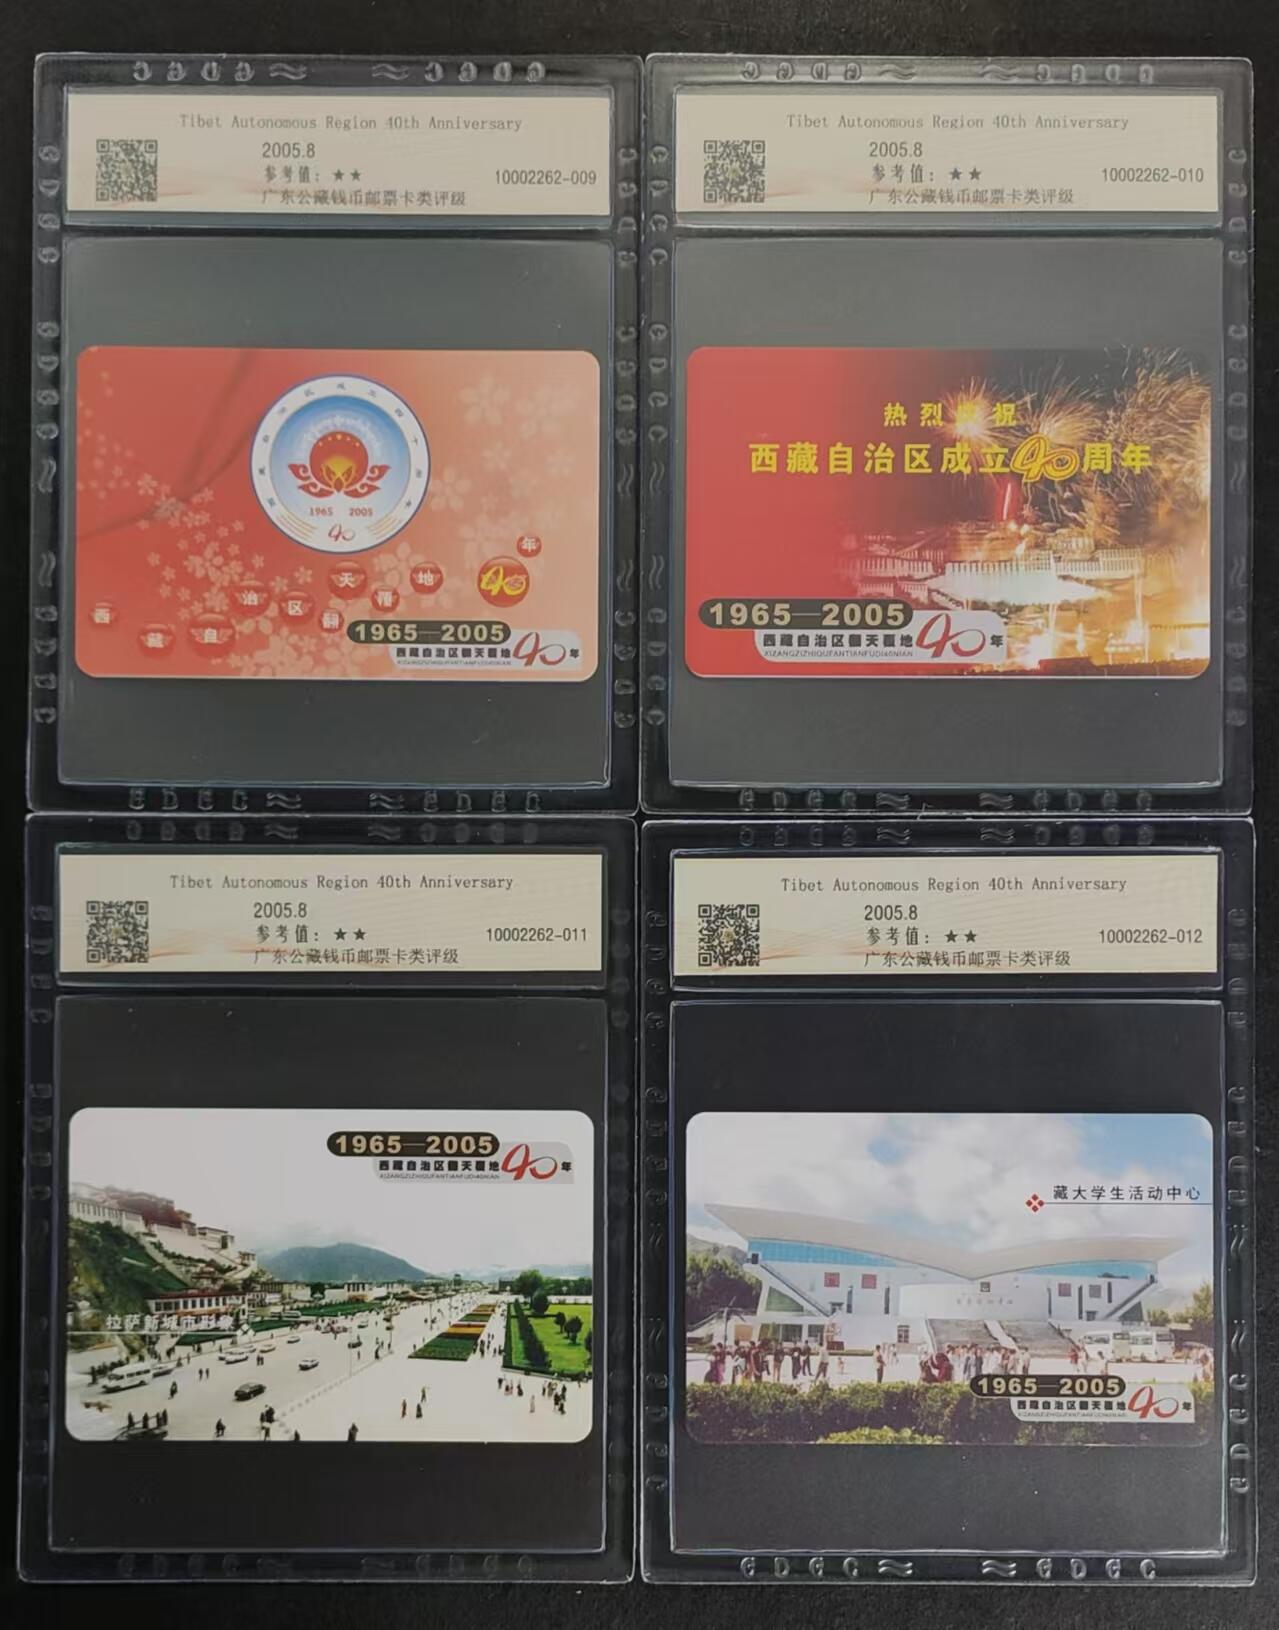 Tibet Autonomous Region 40th Anniversary
2005.8
参考值：★★
10002262-009
广东公藏钱币邮票卡类评级
1965 2005
40
西藏自治区翻天覆地40年
1965—2005
西藏自治区翻天覆地40年
XIZANGZIZHIQUFANTIANFUDI40NIAN
Tibet Autonomous Region 40th Anniversary
2005.8
参考值：★★
10002262-010
广东公藏钱币邮票卡类评级
热烈庆祝
西藏自治区成立40周年
1965—2005
西藏自治区翻天覆地40年
XIZANGZIZHIQUFANTIANFUDI40NIAN
Tibet Autonomous Region 40th Anniversary
2005.8
参考值：★★
10002262-011
广东公藏钱币邮票卡类评级
1965—2005
西藏自治区翻天覆地40年
XIZANGZIZHIQUFANTIANFUDI40NIAN
拉萨新城市形象
Tibet Autonomous Region 40th Anniversary
2005.8
参考值：★★
10002262-012
广东公藏钱币邮票卡类评级
藏大学生活动中心
1965—2005
西藏自治区翻天覆地40年
XIZANGZIZHIQUFANTIANFUDI40NIAN